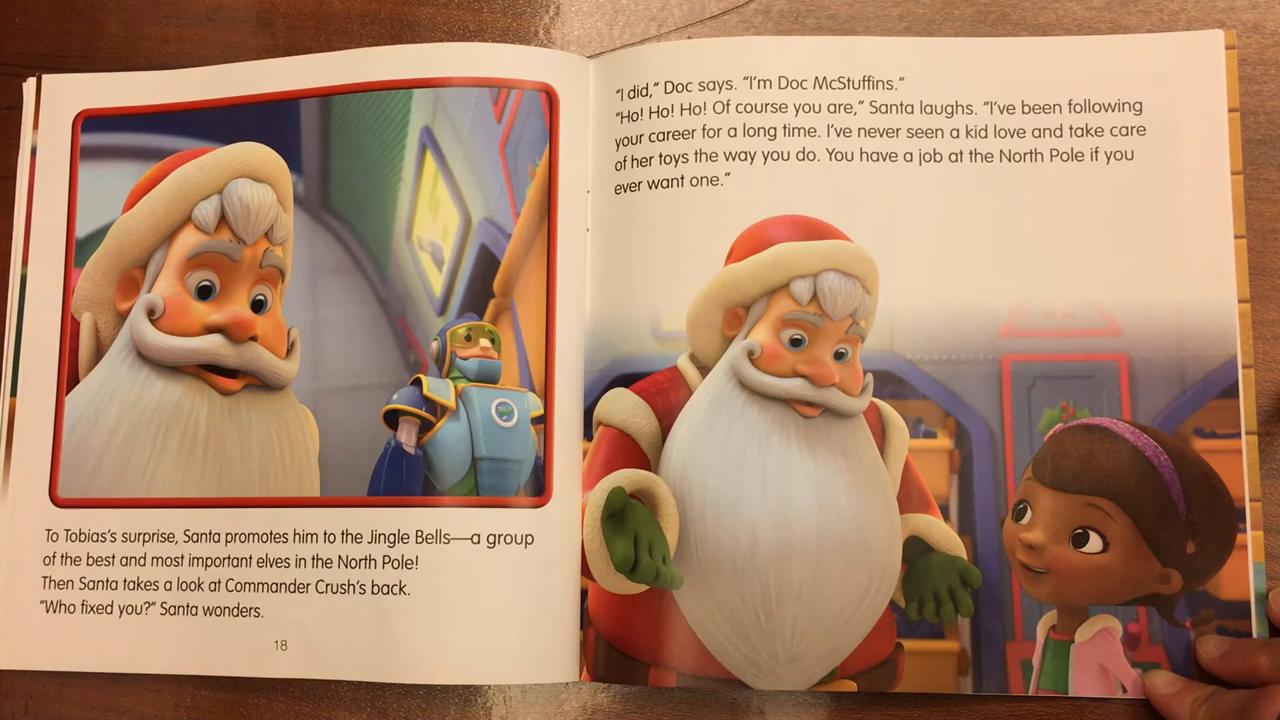 To Tobias's surprise, Santa promotes him to the Jingle Bells—a group
of the best and most important elves in the North Pole!
Then Santa takes a look at Commander Crush's back.
"Who fixed you?" Santa wonders.
18
"I did," Doc says. "I'm Doc McStuffins."
"Ho! Ho! Ho! Of course you are," Santa laughs. "I've been following
your career for a long time. I've never seen a kid love and take care
of her toys the way you do. You have a job at the North Pole if you
ever want one."